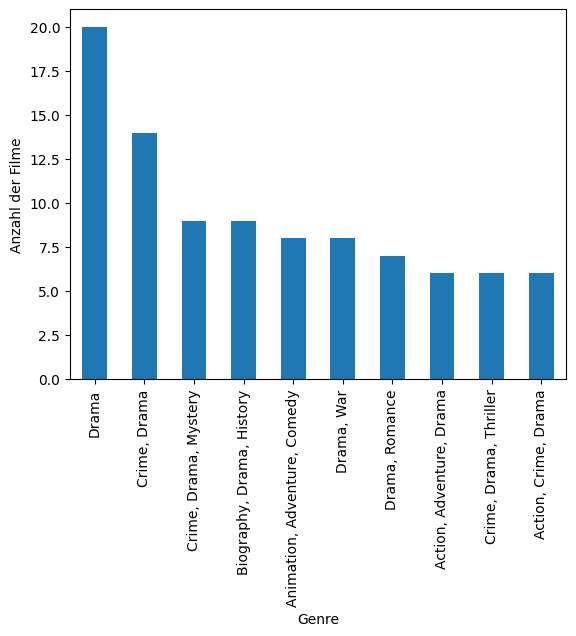 20.0
17.5
15.0
12.5
10.0
7.5
5.0
2.5
0.0
Anzahl der Filme
Drama
Crime, Drama
Crime, Drama, Mystery
Biography, Drama, History
Animation, Adventure, Comedy
Drama, War
Drama, Romance
Action, Adventure, Drama
Crime, Drama, Thriller
Action, Crime, Drama
Genre